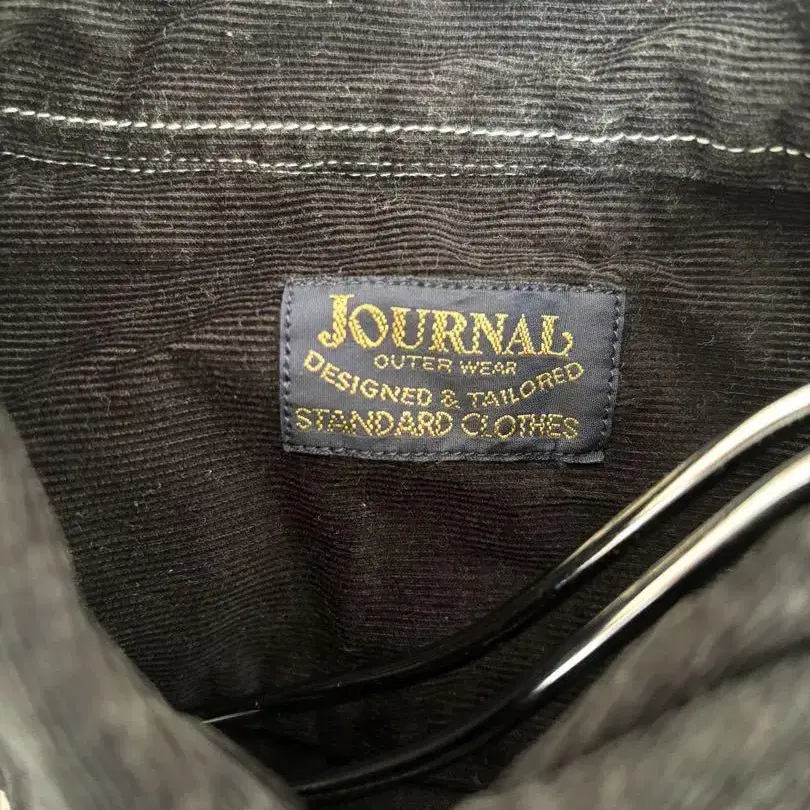 JOURNAL
OUTER WEAR
DESIGNED & TAILORED
STANDARD CLOTHES